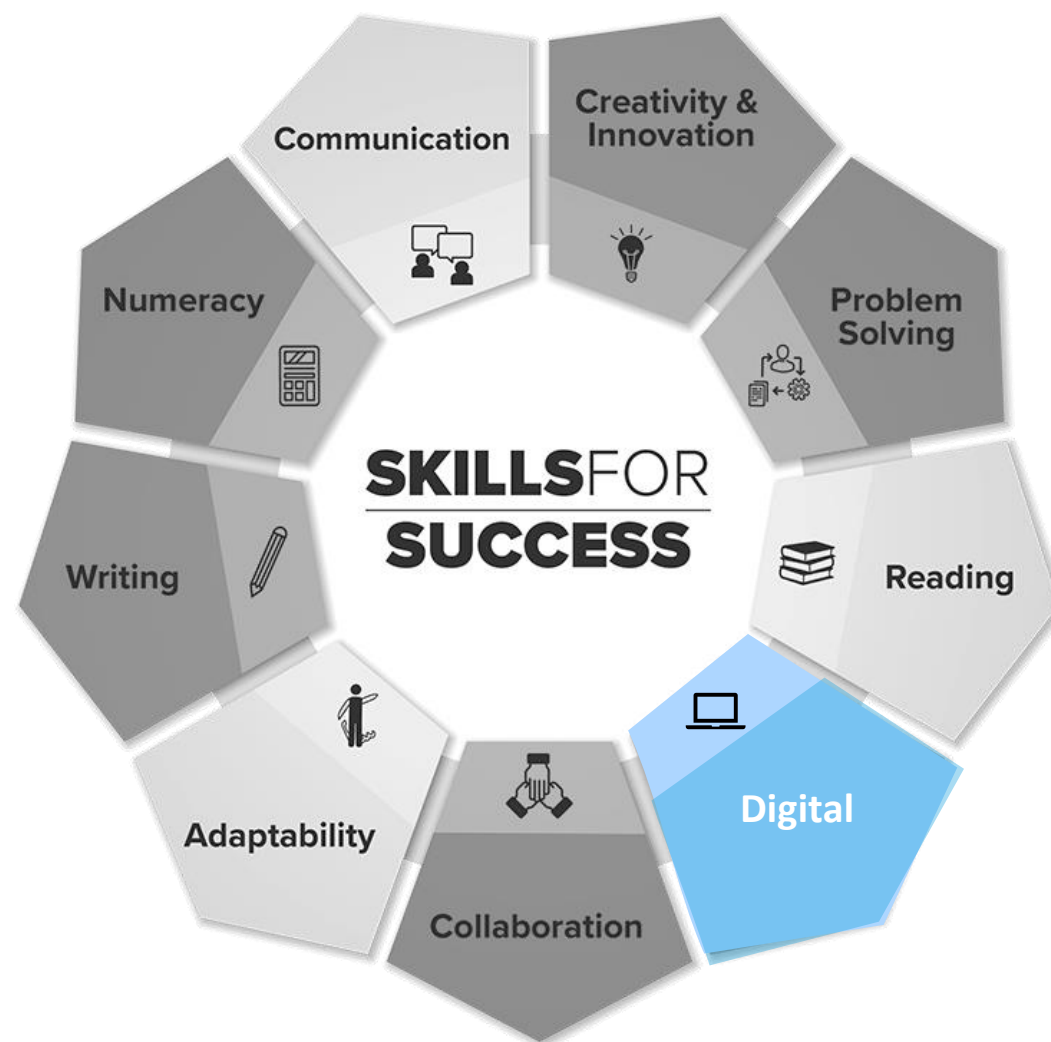 Communication
Creativity &
Innovation
Numeracy
Problem
Solving
SKILLSFOR
SUCCESS
Writing
Reading
Digital
Adaptability
Collaboration